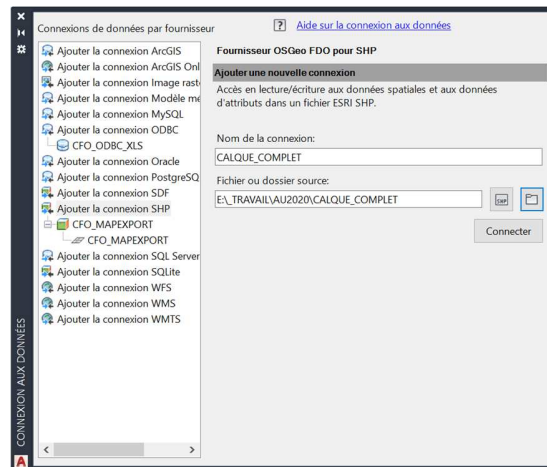 Connexions de données par fournisseur
Ajouter la connexion ArcGIS
Ajouter la connexion ArcGIS Onl
Ajouter la connexion Image rast
Ajouter la connexion Modèle mé
Ajouter la connexion MySQL
Ajouter la connexion ODBC
CFO_ODBC_XLS
Ajouter la connexion Oracle
Ajouter la connexion PostgreSQ
Ajouter la connexion SDF
Ajouter la connexion SHP
CFO_MAPEXPORT
CFO_MAPEXPORT
Ajouter la connexion SQL Server
Ajouter la connexion SQLite
Ajouter la connexion WFS
Ajouter la connexion WMS
Ajouter la connexion WMTS
? Aide sur la connexion aux données
Fournisseur OSGeo FDO pour SHP
Ajouter une nouvelle connexion
Accès en lecture/écriture aux données spatiales et aux données
d'attributs dans un fichier ESRI SHP.
Nom de la connexion:
CALQUE_COMPLET
Fichier ou dossier source:
E:\_TRAVAIL\AU2020\CALQUE_COMPLET
SHP
Connecter
CONNEXION AUX DONNÉES
A